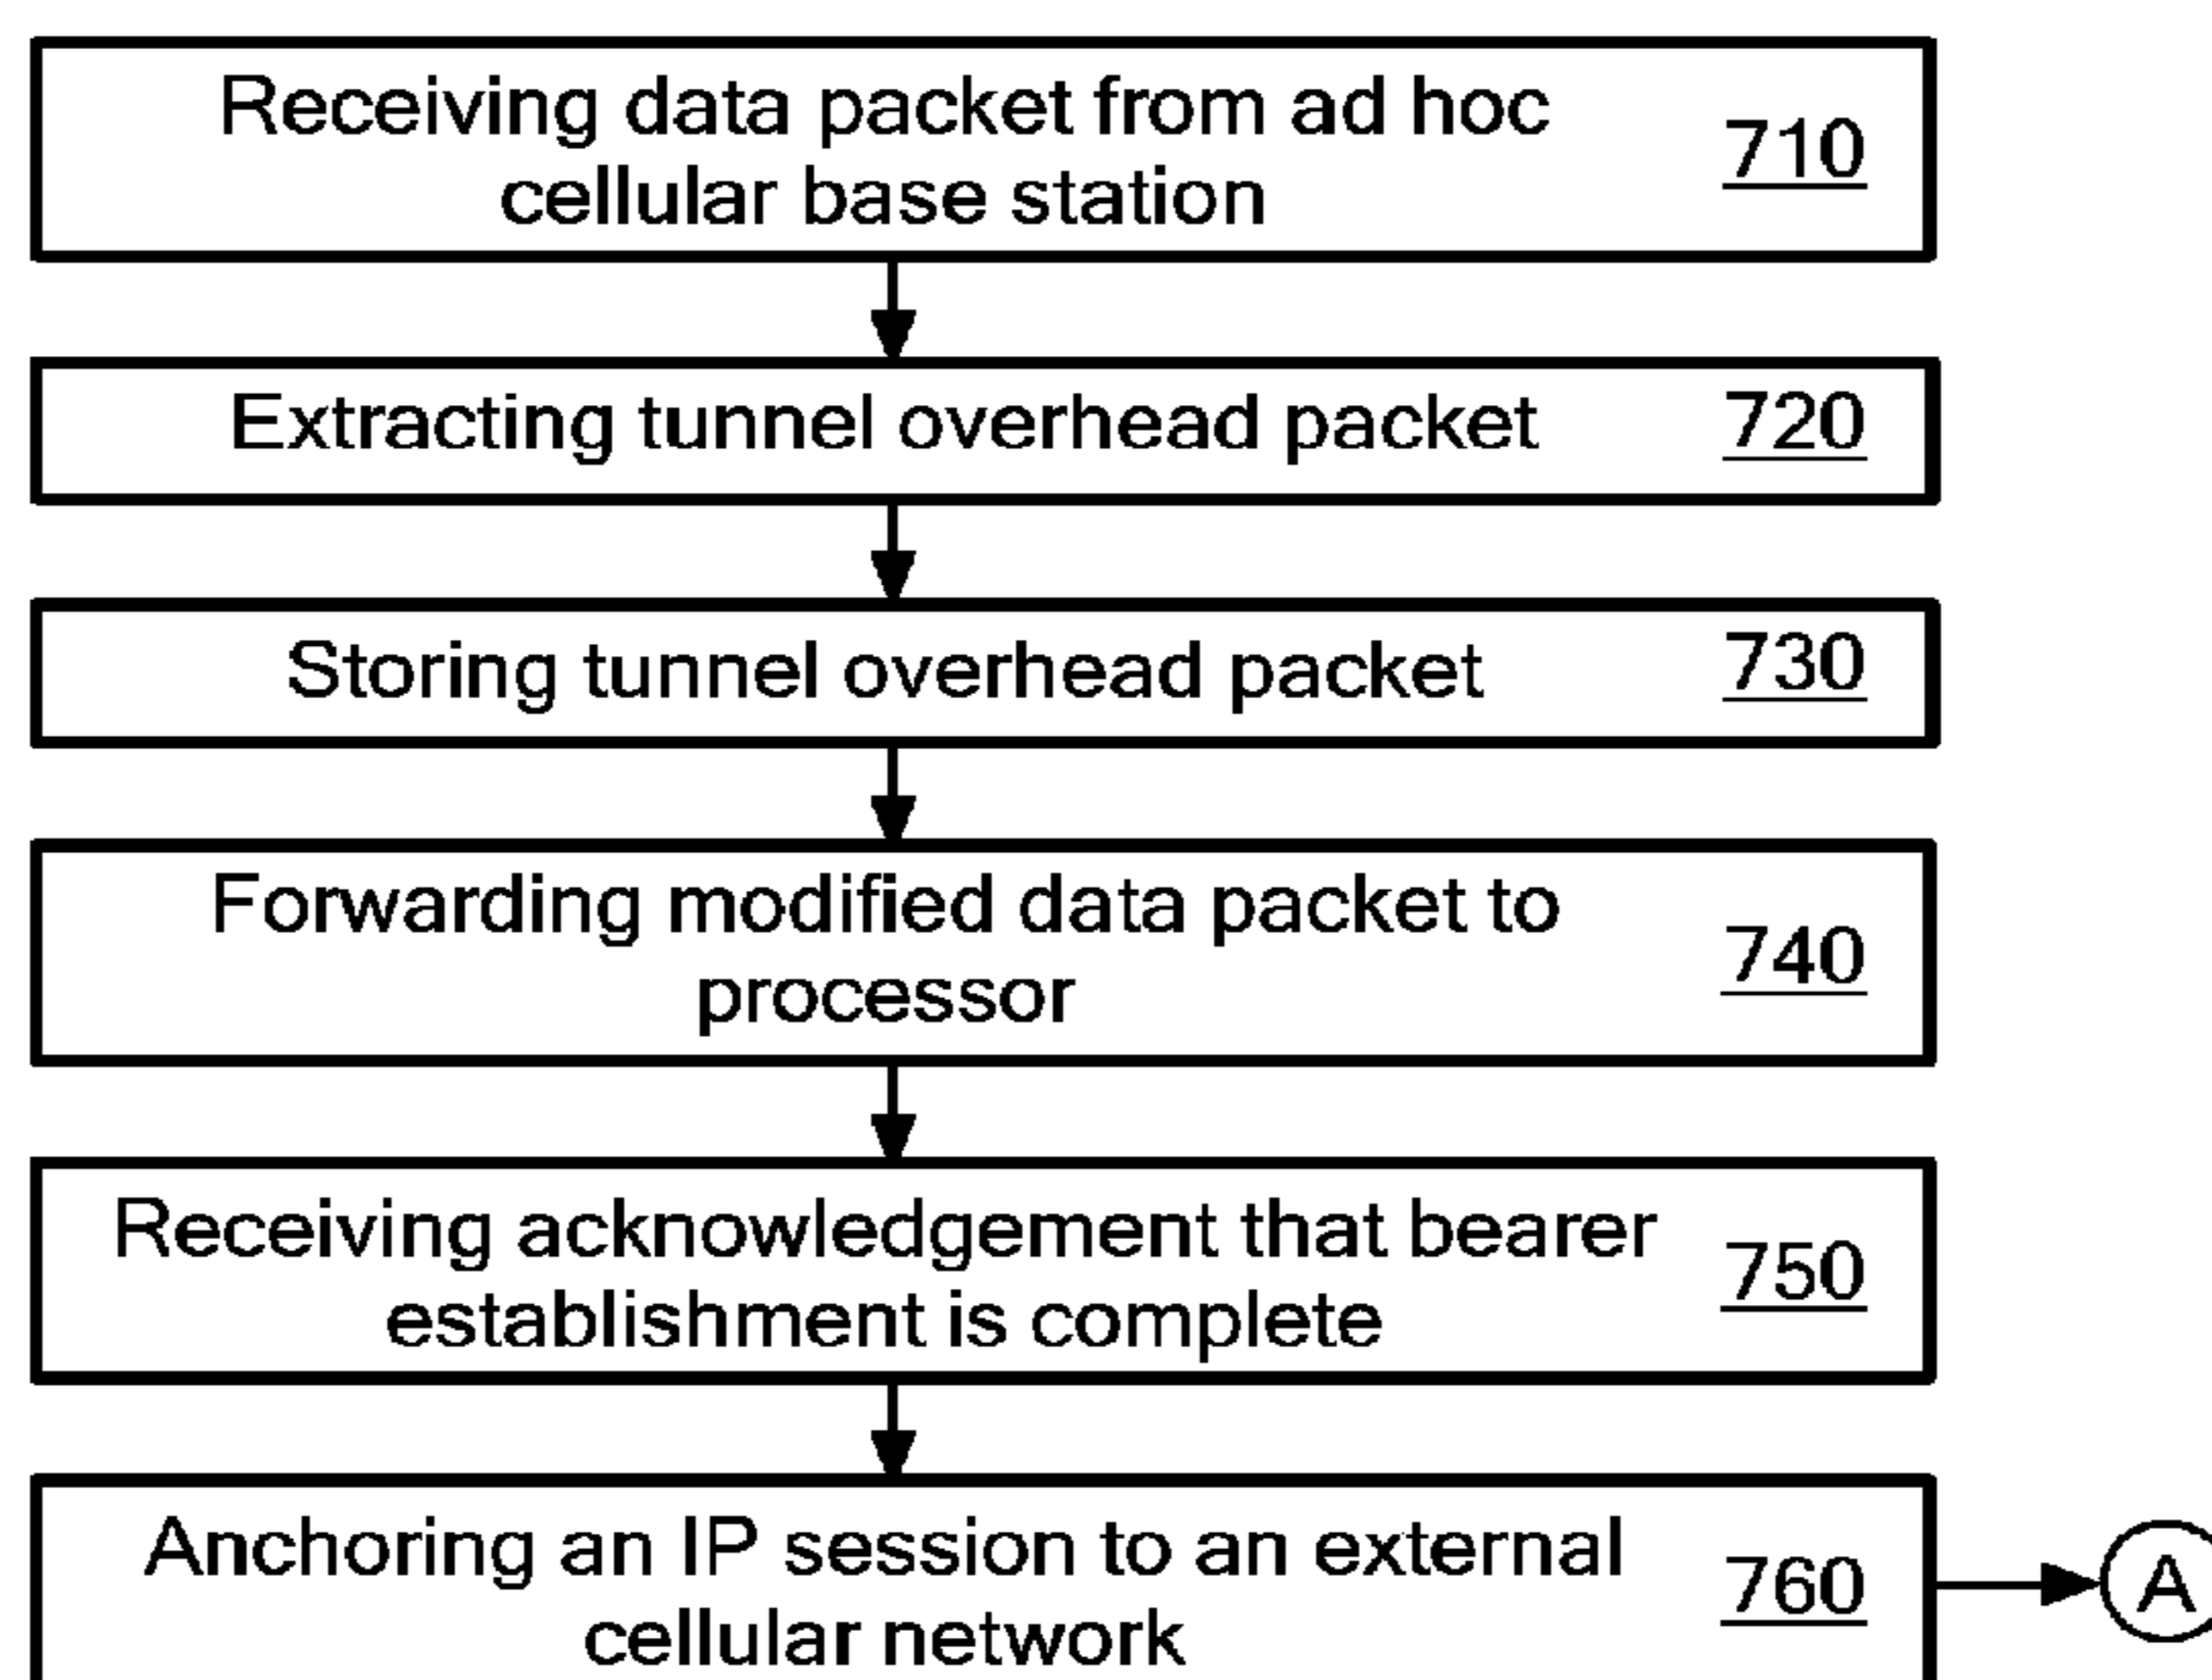 Receiving data packet from ad hoc
cellular base station
710
Extracting tunnel overhead packet
720
Storing tunnel overhead packet
730
Forwarding modified data packet to
processor
740
Receiving acknowledgement that bearer
establishment is complete
750
Anchoring an IP session to an external
cellular network
760
A